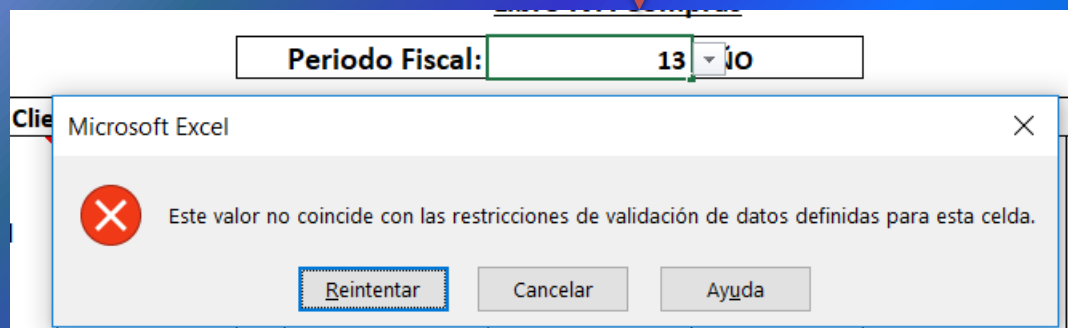 Periodo Fiscal: 13 ÑO
Clie
Microsoft Excel
Este valor no coincide con las restricciones de validación de datos definidas para esta celda.
Reintentar Cancelar Ayuda